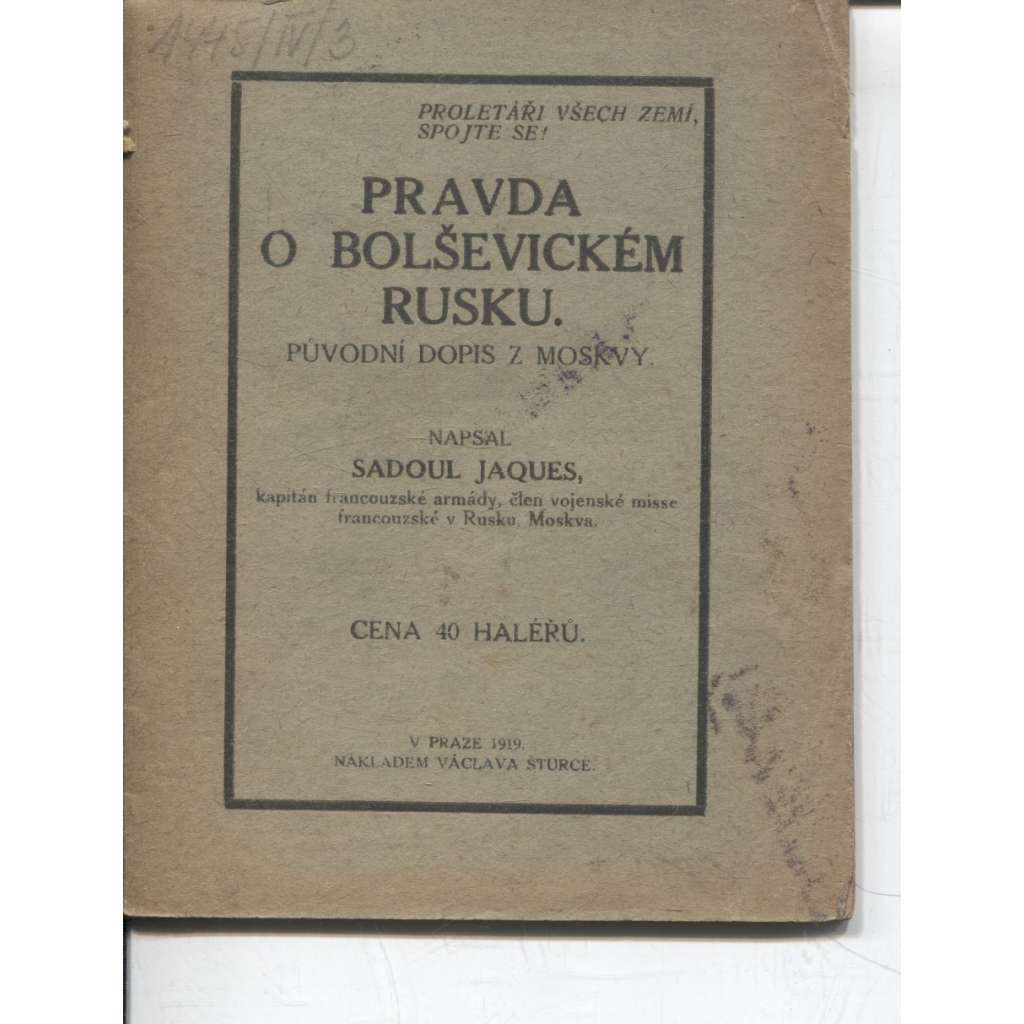 4445/IV/3
PROLETÁŘI VŠECH ZEMÍ,
SPOJTE SE!
PRAVDA
O BOLŠEVICKÉM
RUSKU.
PŮVODNÍ DOPIS Z MOSKVY.
NAPSAL
SADOUL JAQUES,
kapitán francouzské armády, člen vojenské misse
francouzské v Rusku, Moskva.
CENA 40 HALÉŘŮ.
V PRAZE 1919.
NÁKLADEM VÁCLAVA ŠTURCE.